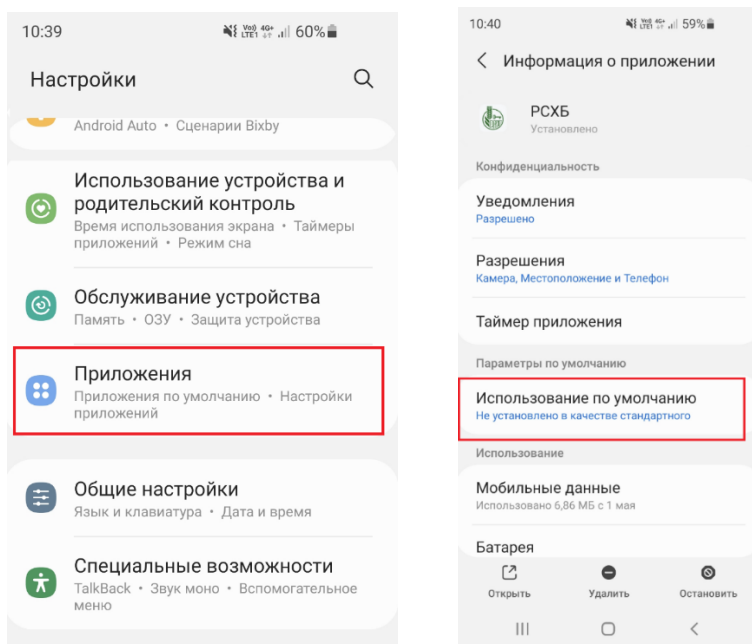 10:39
VoLTE1 4G+ 60%
Настройки
Android Auto • Сценарии Bixby
Использование устройства и
родительский контроль
Время использования экрана • Таймеры
приложений • Режим сна
Обслуживание устройства
Память • ОЗУ • Защита устройства
Приложения
Приложения по умолчанию • Настройки
приложений
Общие настройки
Язык и клавиатура • Дата и время
Специальные возможности
TalkBack • Звук моно • Вспомогательное
меню
10:40
59%
Информация о приложении
РСХБ
Установлено
Конфиденциальность
Уведомления
Разрешено
Разрешения
Камера, Местоположение и Телефон
Таймер приложения
Параметры по умолчанию
Использование по умолчанию
Не установлено в качестве стандартного
Использование
Мобильные данные
Использовано 6,86 МБ с 1 мая
Батарея
Открыть
Удалить
Остановить